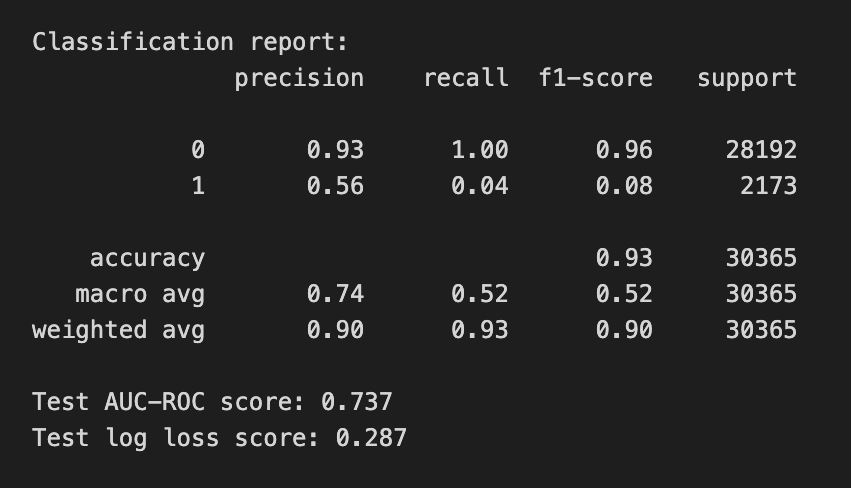 Classification report:
precision recall f1-score support
0 0.93 1.00 0.96 28192
1 0.56 0.04 0.08 2173
accuracy 0.93 30365
macro avg 0.74 0.52 0.52 30365
weighted avg 0.90 0.93 0.90 30365
Test AUC-ROC score: 0.737
Test log loss score: 0.287